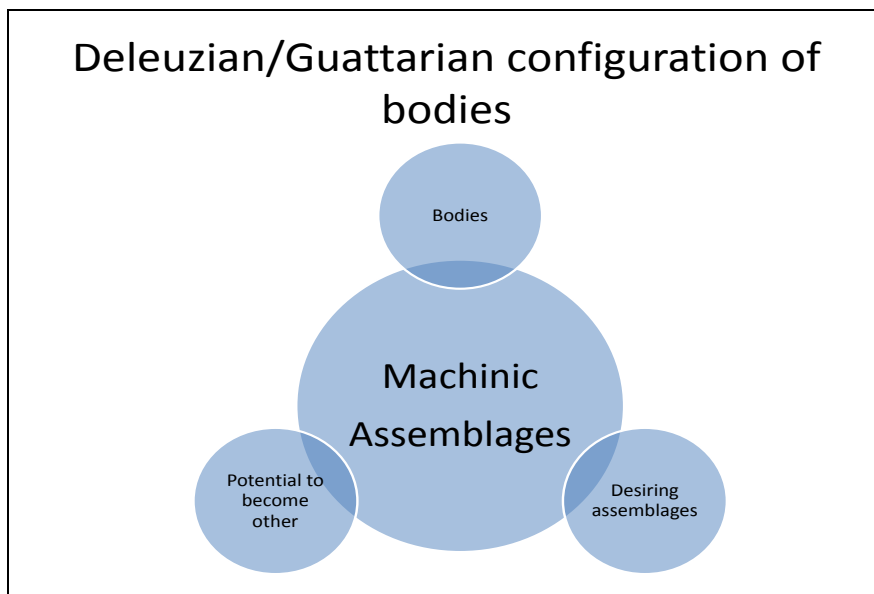 Deleuzian/Guattarian configuration of
bodies
Bodies
Machinic
Assemblages
Potential to
become
other
Desiring
assemblages